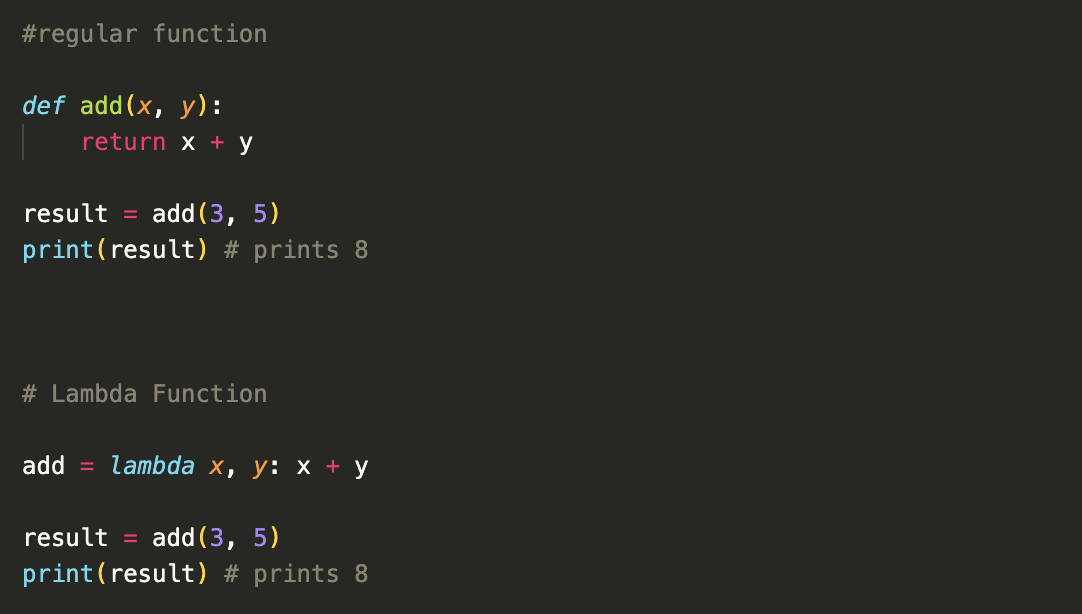 #regular function
def add(x, y):
    return x + y
result = add(3, 5)
print(result) # prints 8
# Lambda Function
add = lambda x, y: x + y
result = add(3, 5)
print(result) # prints 8